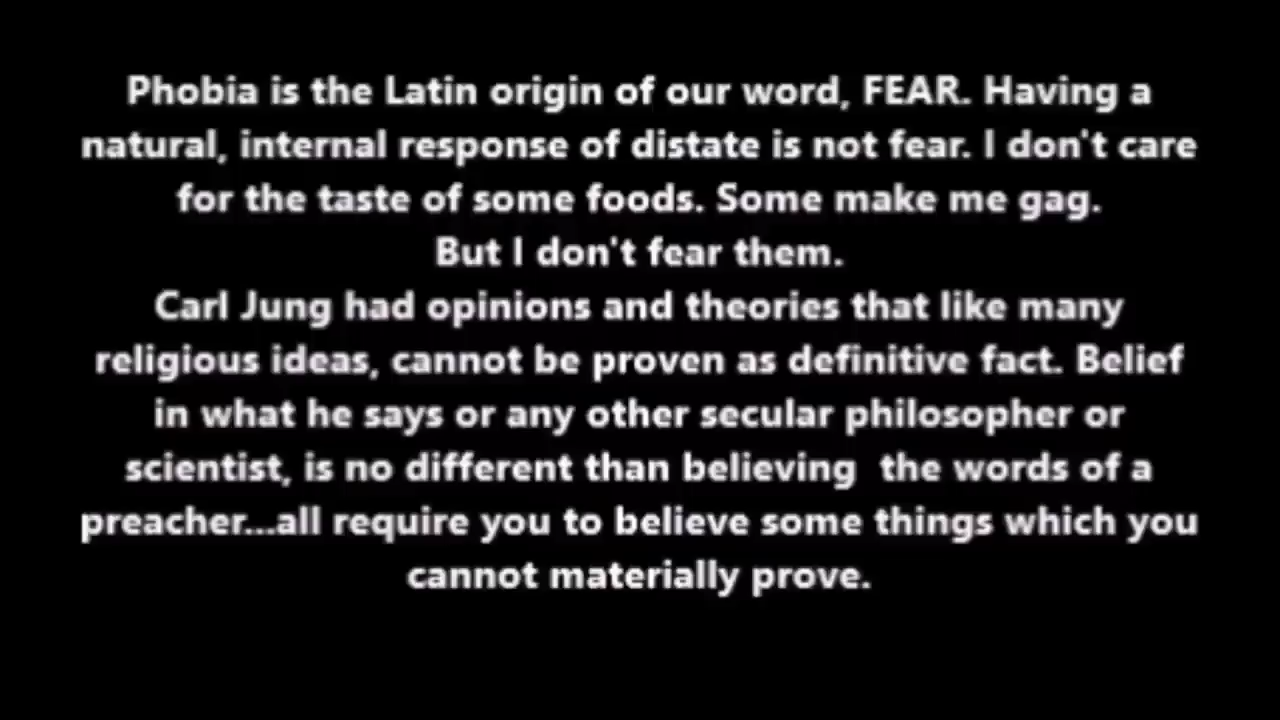 Phobia is the Latin origin of our word, FEAR. Having a
natural, internal response of distate is not fear. I don't care
for the taste of some foods. Some make me gag.
But I don't fear them.
Carl Jung had opinions and theories that like many
religious ideas, cannot be proven as definitive fact. Belief
in what he says or any other secular philosopher or
scientist, is no different than believing  the words of a
preacher...all require you to believe some things which you
cannot materially prove.